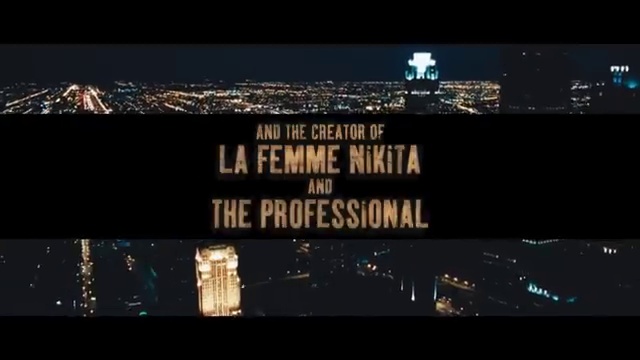 AND THE CREATOR OF
LA FEMME NiKiTA
AND
THE PROFESSiONAL